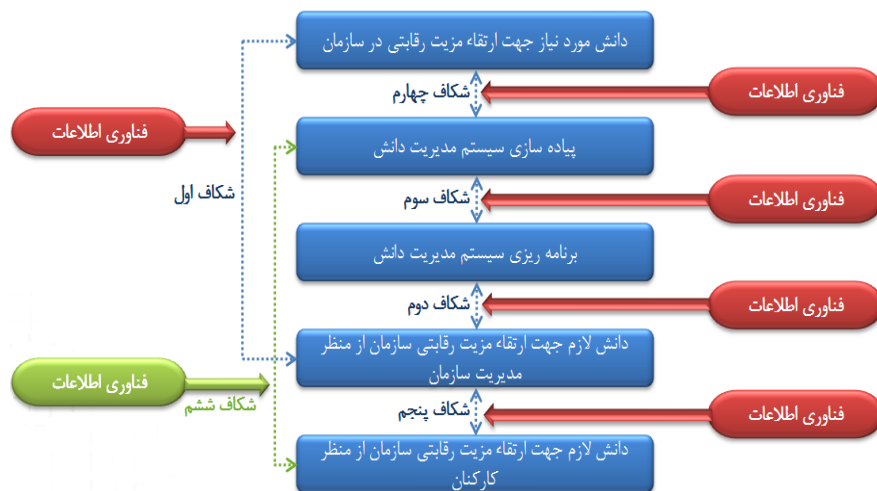 دانش مورد نیاز جهت ارتقاء مزیت رقابتی در سازمان
شکاف چهارم
فناوری اطلاعات
فناوری اطلاعات
پیاده سازی سیستم مدیریت دانش
شکاف اول
شکاف سوم
فناوری اطلاعات
برنامه ریزی سیستم مدیریت دانش
شکاف دوم
فناوری اطلاعات
دانش لازم جهت ارتقاء مزیت رقابتی سازمان از منظر
مدیریت سازمان
فناوری اطلاعات
شکاف ششم
شکاف پنجم
فناوری اطلاعات
دانش لازم جهت ارتقاء مزیت رقابتی سازمان از منظر
کارکنان